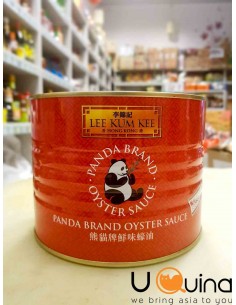 李錦記
LEE KUM KEE
PANDA BRAND
OYSTER SAUCE
PANDA BRAND OYSTER SAUCE
熊貓牌鮮味蠔油
UQuina
we bring asia to you